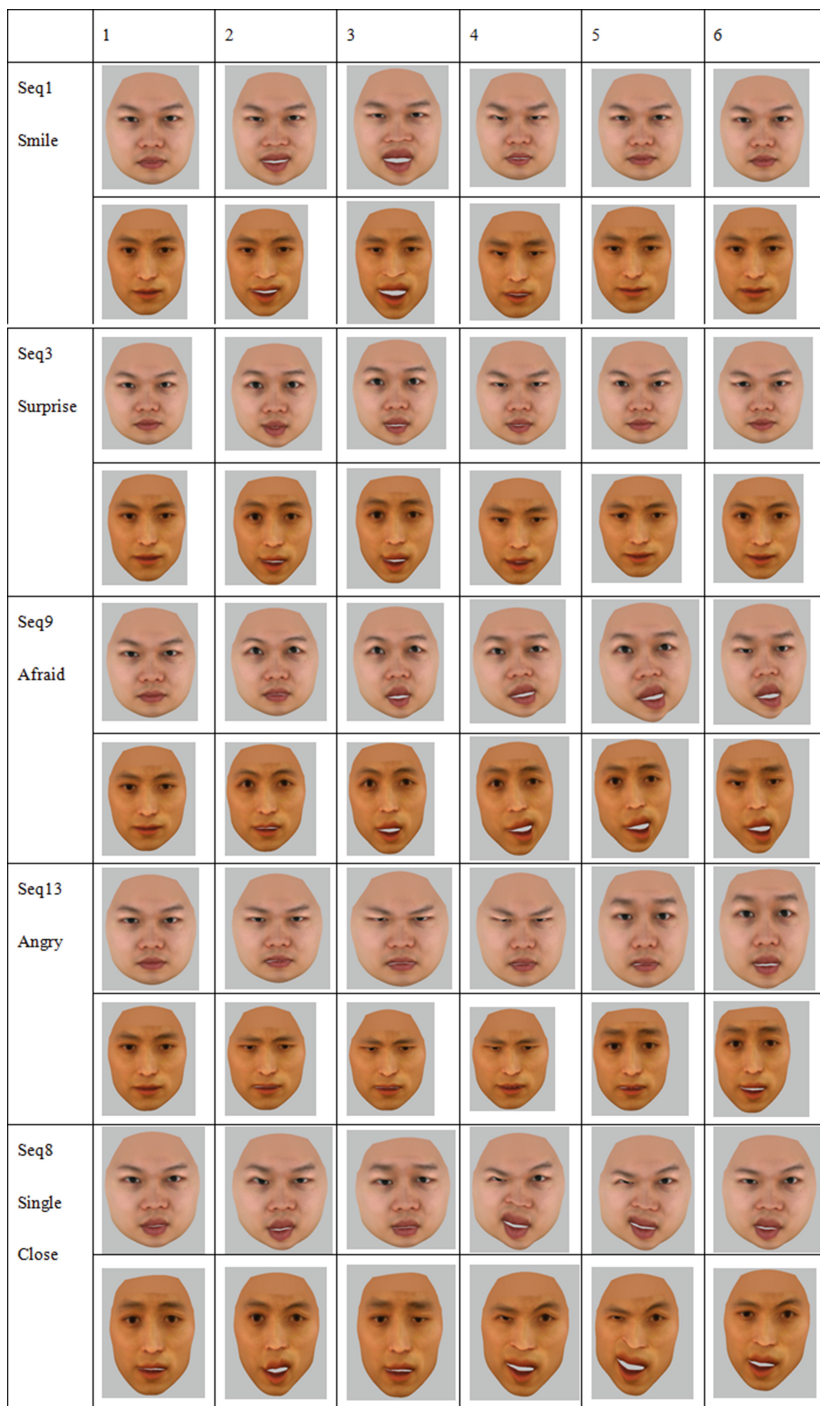 1 2 3 4 5 6
Seq1
Smile
Seq3
Surprise
Seq9
Afraid
Seq13
Angry
Seq8
Single
Close